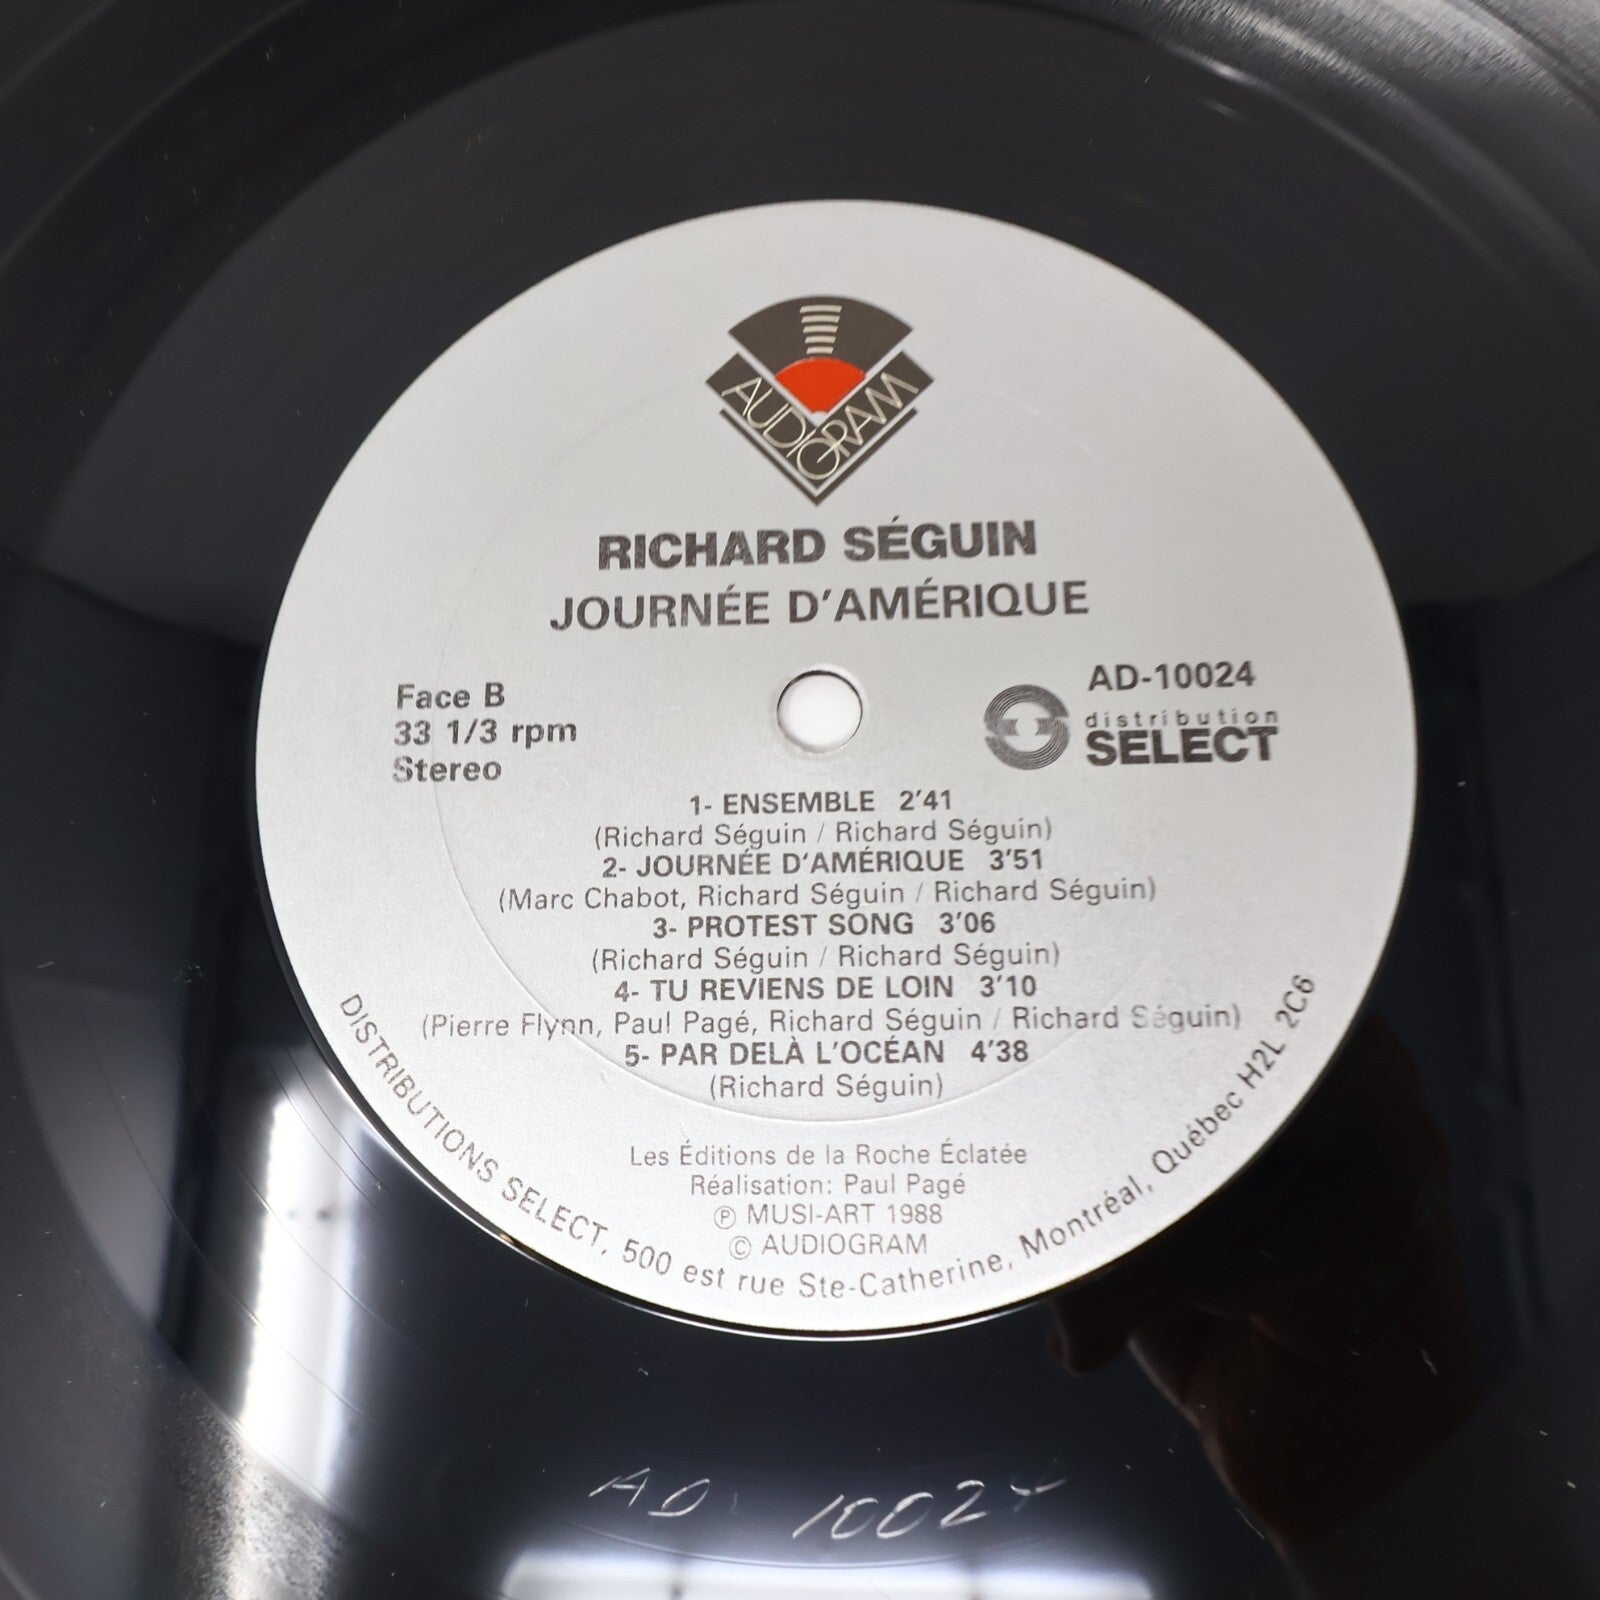 AUDIOGRAM
RICHARD SÉGUIN
JOURNÉE D'AMÉRIQUE
Face B
33 1/3 rpm
Stereo
AD-10024
distribution
SELECT
1- ENSEMBLE 2'41
(Richard Séguin / Richard Séguin)
2- JOURNÉE D'AMÉRIQUE 3'51
(Marc Chabot, Richard Séguin / Richard Séguin)
3- PROTEST SONG 3'06
(Richard Séguin / Richard Séguin)
4- TU REVIENS DE LOIN 3'10
(Pierre Flynn, Paul Pagé, Richard Séguin / Richard Séguin)
5- PAR DELÀ L'OCÉAN 4'38
(Richard Séguin)
Les Éditions de la Roche Éclatée
Réalisation: Paul Pagé
℗ MUSI-ART 1988
© AUDIOGRAM
DISTRIBUTIONS SELECT, 500 est rue Ste-Catherine, Montréal, Québec H2L 2C6
AD. 10024